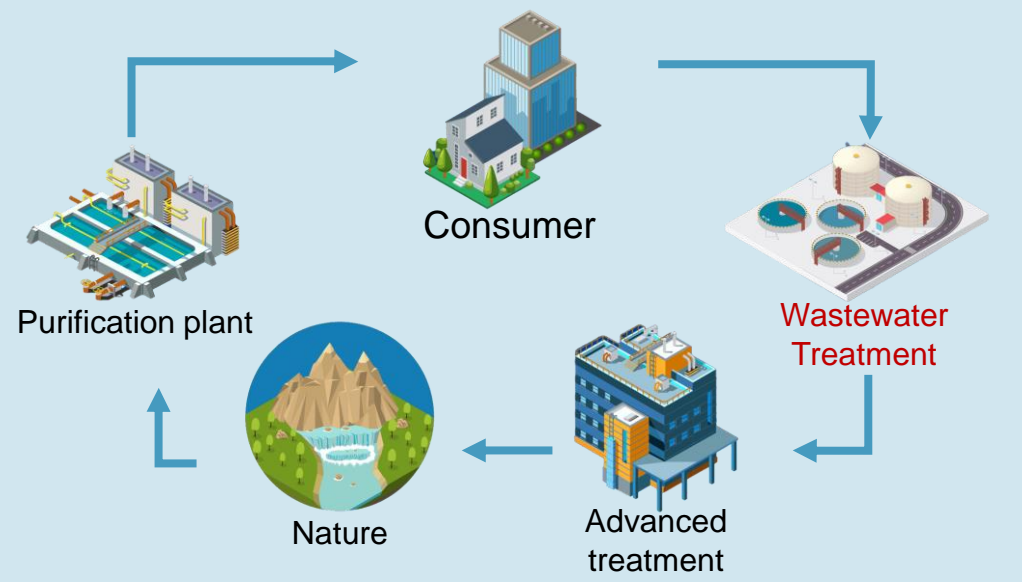 Consumer
Purification plant
Wastewater
Treatment
Nature
Advanced
treatment